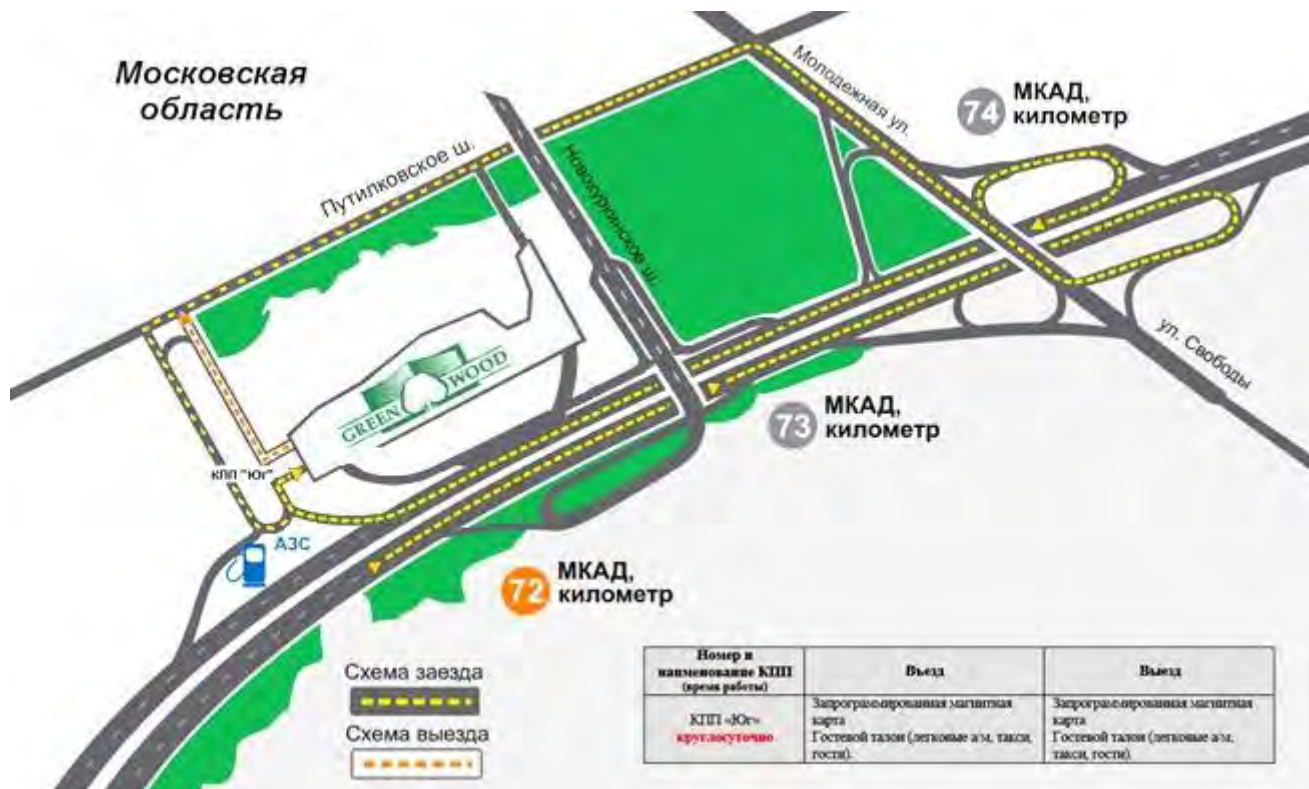 Московская
область
Путилковское ш.
Новокуркинское ш.
Молодежная ул.
74
МКАД,
километр
ул. Свободы
GREEN WOOD
73
МКАД,
километр
КПП "Юг"
АЗС
72
МКАД,
километр
Схема заезда
Схема выезда
Номер и
наименование КПП
(время работы)
Въезд
Выезд
КПП «Юг»
круглосуточно
Запрограммированная магнитная
карта
Гостевой талон (легковые а/м, такси,
гости).
Запрограммированная магнитная
карта
Гостевой талон (легковые а/м,
такси, гости).